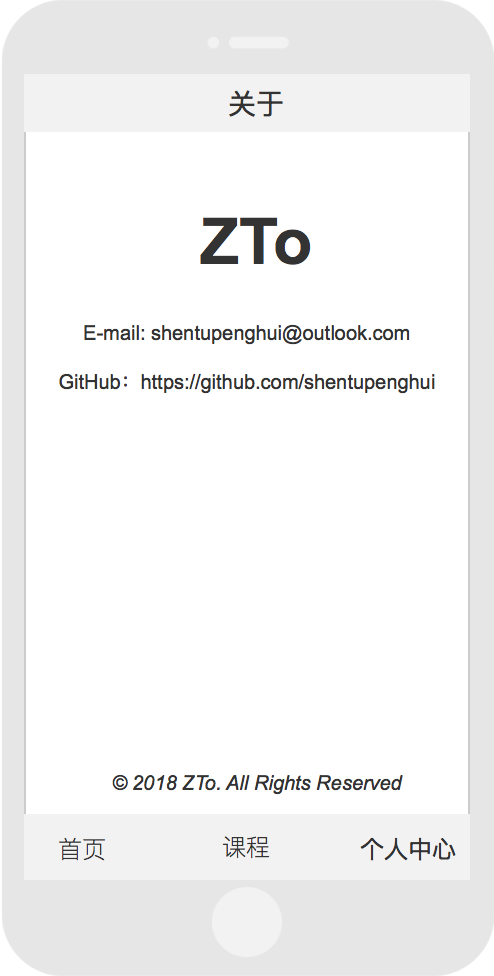 关于
ZTo
E-mail: shentupenghui@outlook.com
GitHub：https://github.com/shentupenghui
© 2018 ZTo. All Rights Reserved
首页 课程 个人中心